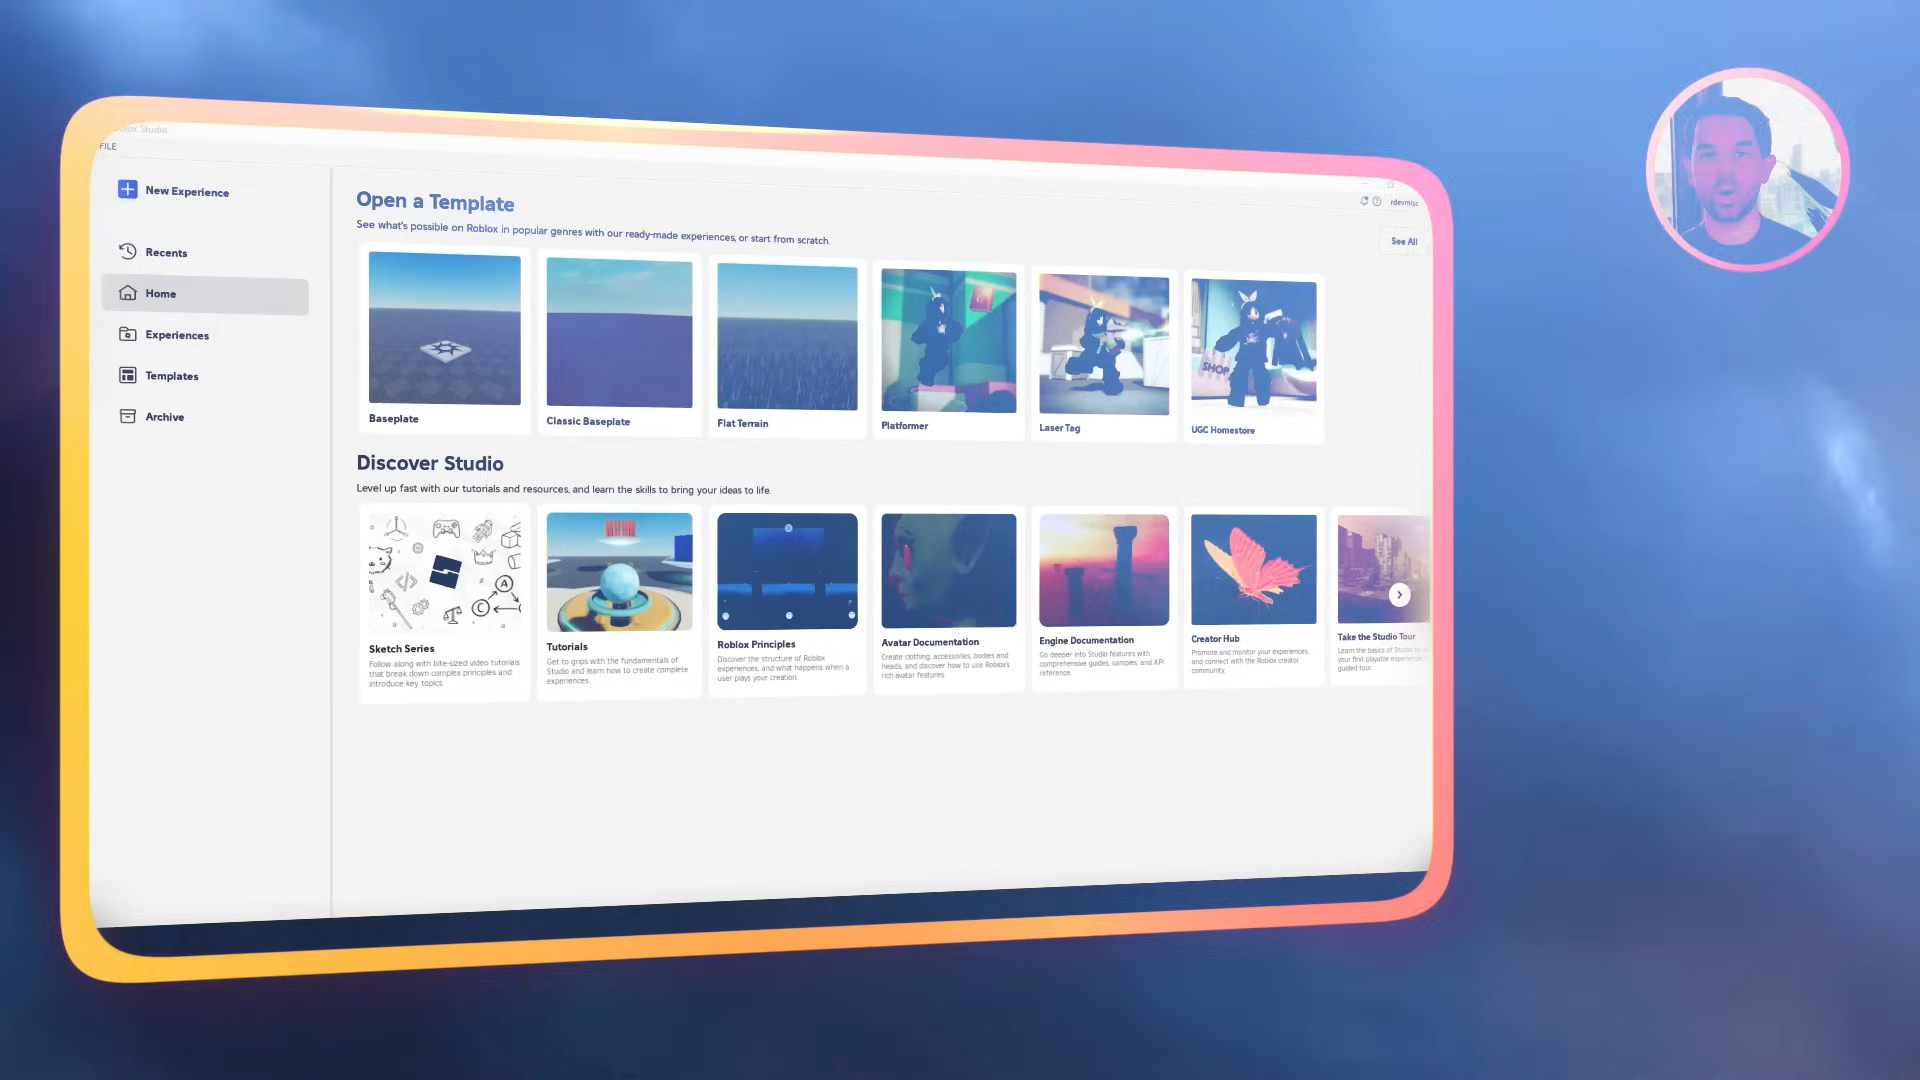 Roblox Studio
FILE
rdevmisc
New Experience
Recents
Home
Experiences
Templates
Archive
Open a Template
See what's possible on Roblox in popular genres with our ready-made experiences, or start from scratch.
See All
Baseplate
Classic Baseplate
Flat Terrain
Platformer
SHOP
Laser Tag
UGC Homestore
Discover Studio
Level up fast with our tutorials and resources, and learn the skills to bring your ideas to life.
A
C
Sketch Series
Follow along with bite-sized video tutorials
that break down complex principles and
introduce key topics.
Tutorials
Get to grips with the fundamentals of
Studio and learn how to create complete
experiences.
Roblox Principles
Discover the structure of Roblox
experiences, and what happens when a
user plays your creation.
Avatar Documentation
Create clothing, accessories, bodies and
heads, and discover how to use Roblox's
rich avatar features.
Engine Documentation
Go deeper into Studio features with
comprehensive guides, samples, and API
reference.
Creator Hub
Promote and monitor your experiences,
and connect with the Roblox creator
community.
Take the Studio Tour
Learn the basics of Studio
your first playable experience
guided tour.